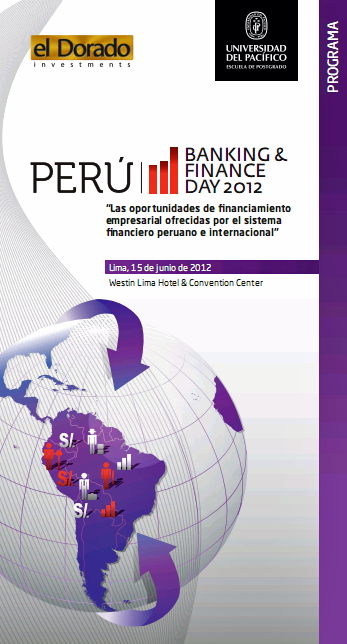 el Dorado
investments
UNIVERSIDAD
DEL PACÍFICO
ESCUELA DE POSTGRADO
PROGRAMA
PERÚ
BANKING &
FINANCE
DAY 2012
“Las oportunidades de financiamiento
empresarial ofrecidas por el sistema
financiero peruano e internacional”
Lima, 15 de junio de 2012
Westin Lima Hotel & Convention Center
S/.
S/.
S/.